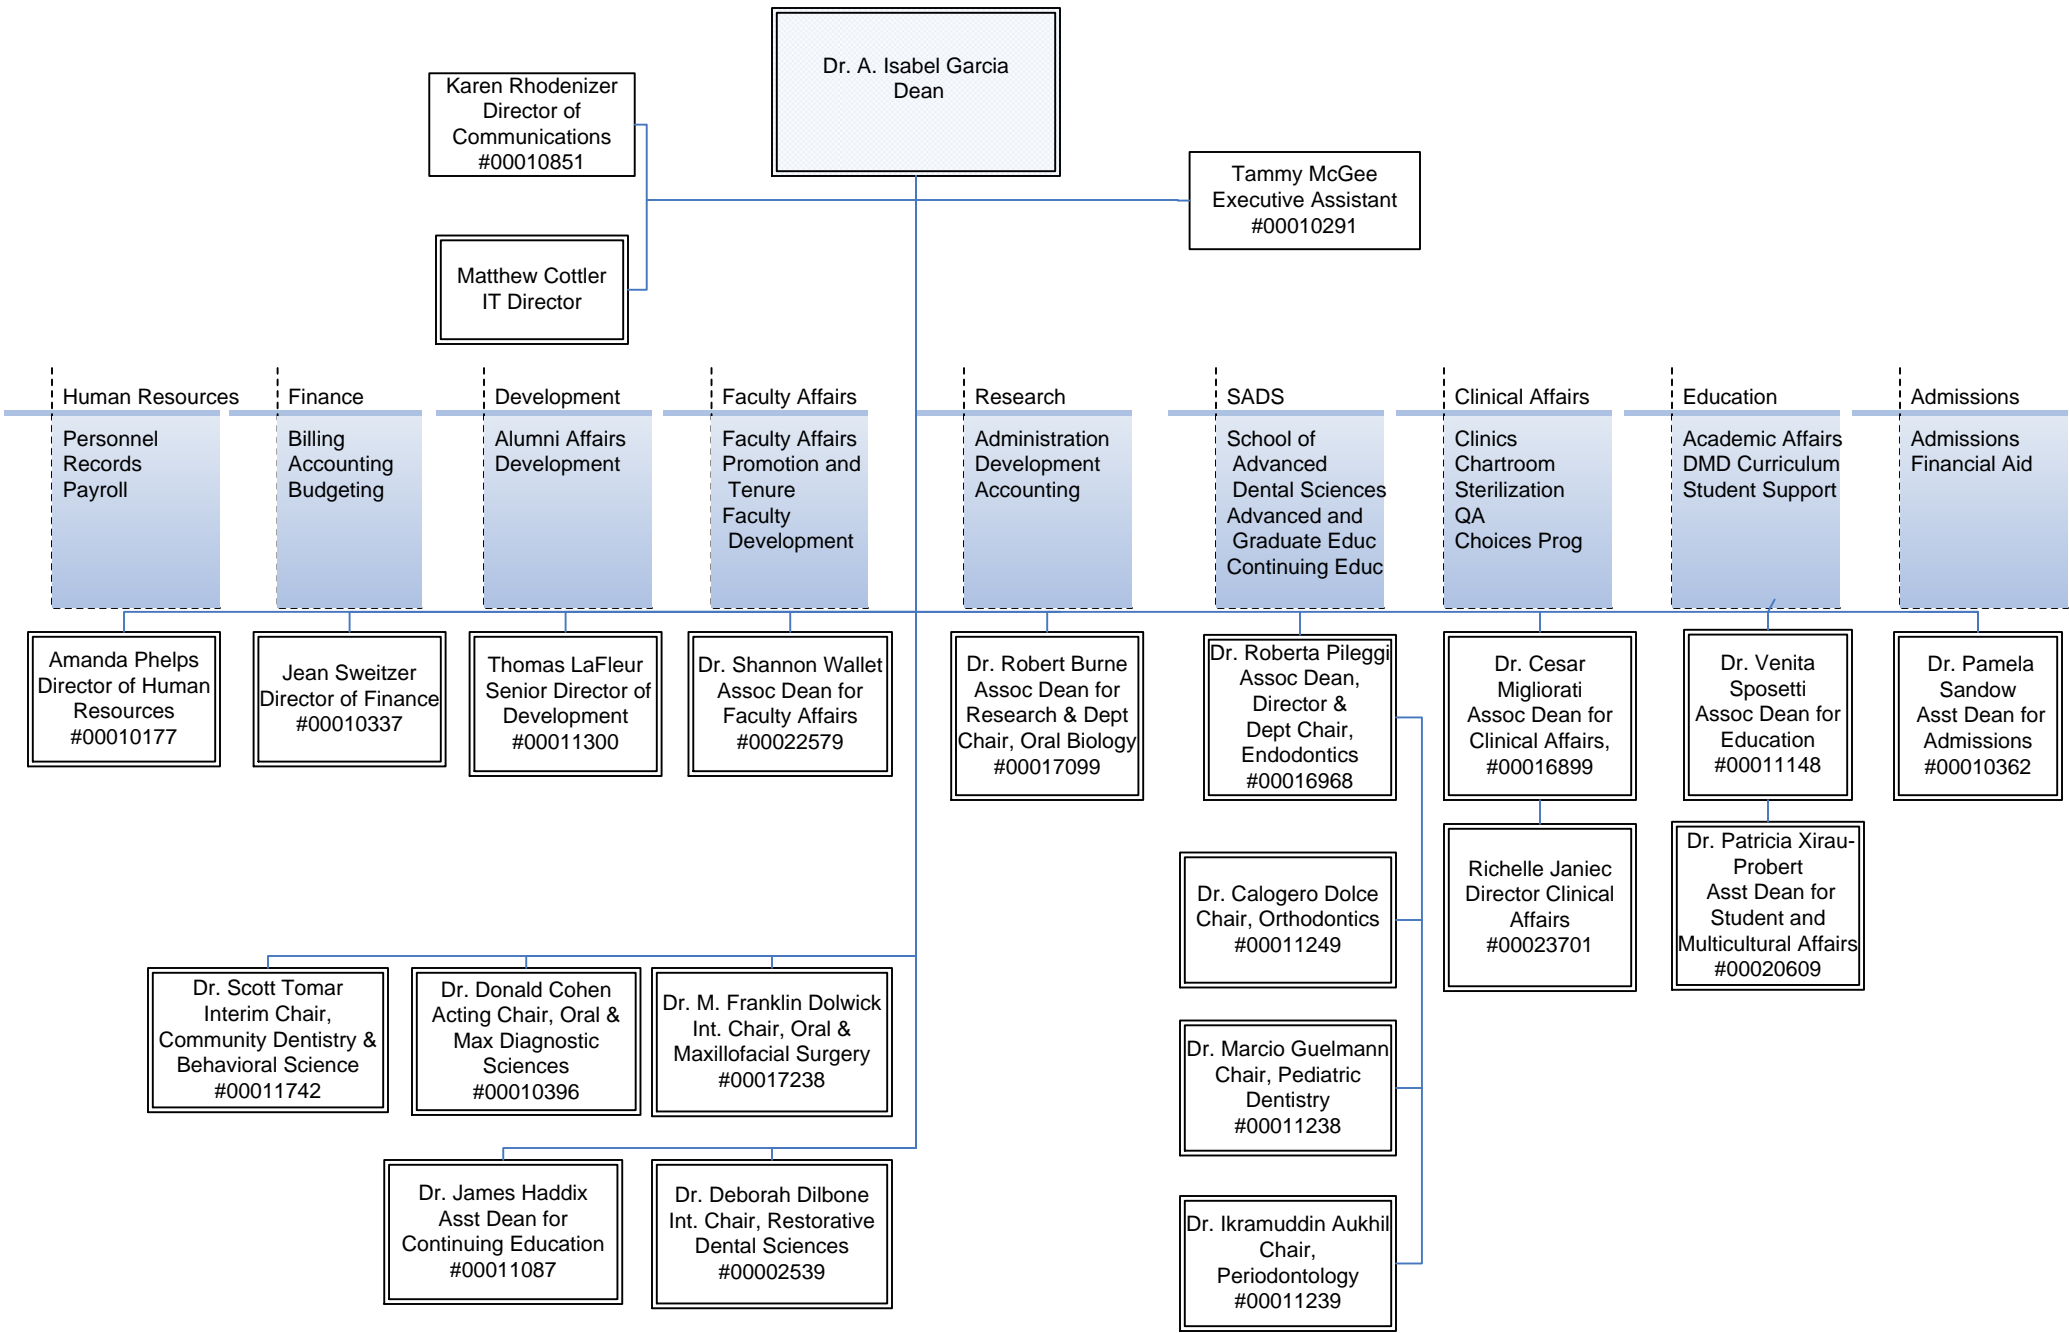 Dr. A. Isabel Garcia
Dean
Karen Rhodenizer
Director of
Communications
#00010851
Tammy McGee
Executive Assistant
#00010291
Matthew Cottler
IT Director
Human Resources
Personnel
Records
Payroll
Finance
Billing
Accounting
Budgeting
Development
Alumni Affairs
Development
Faculty Affairs
Faculty Affairs
Promotion and
Tenure
Faculty
Development
Research
Administration
Development
Accounting
SADS
School of
Advanced
Dental Sciences
Advanced and
Graduate Educ
Continuing Educ
Clinical Affairs
Clinics
Chartroom
Sterilization
QA
Choices Prog
Education
Academic Affairs
DMD Curriculum
Student Support
Admissions
Admissions
Financial Aid
Amanda Phelps
Director of Human
Resources
#00010177
Jean Sweitzer
Director of Finance
#00010337
Thomas LaFleur
Senior Director of
Development
#00011300
Dr. Shannon Wallet
Assoc Dean for
Faculty Affairs
#00022579
Dr. Robert Burne
Assoc Dean for
Research & Dept
Chair, Oral Biology
#00017099
Dr. Roberta Pileggi
Assoc Dean,
Director &
Dept Chair,
Endodontics
#00016968
Dr. Cesar
Migliorati
Assoc Dean for
Clinical Affairs,
#00016899
Dr. Venita
Sposetti
Assoc Dean for
Education
#00011148
Dr. Pamela
Sandow
Asst Dean for
Admissions
#00010362
Dr. Calogero Dolce
Chair, Orthodontics
#00011249
Richelle Janiec
Director Clinical
Affairs
#00023701
Dr. Patricia Xirau-
Probert
Asst Dean for
Student and
Multicultural Affairs
#00020609
Dr. Scott Tomar
Interim Chair,
Community Dentistry &
Behavioral Science
#00011742
Dr. Donald Cohen
Acting Chair, Oral &
Max Diagnostic
Sciences
#00010396
Dr. M. Franklin Dolwick
Int. Chair, Oral &
Maxillofacial Surgery
#00017238
Dr. Marcio Guelmann
Chair, Pediatric
Dentistry
#00011238
Dr. James Haddix
Asst Dean for
Continuing Education
#00011087
Dr. Deborah Dilbone
Int. Chair, Restorative
Dental Sciences
#00002539
Dr. Ikramuddin Aukhil
Chair,
Periodontology
#00011239